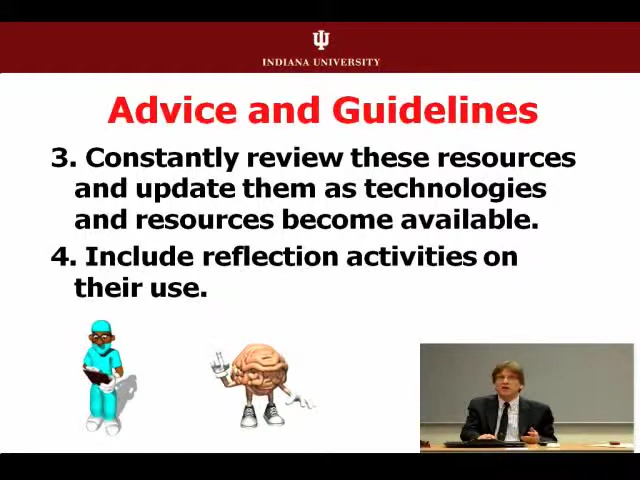 INDIANA UNIVERSITY
Advice and Guidelines
3. Constantly review these resources
and update them as technologies
and resources become available.
4. Include reflection activities on
their use.